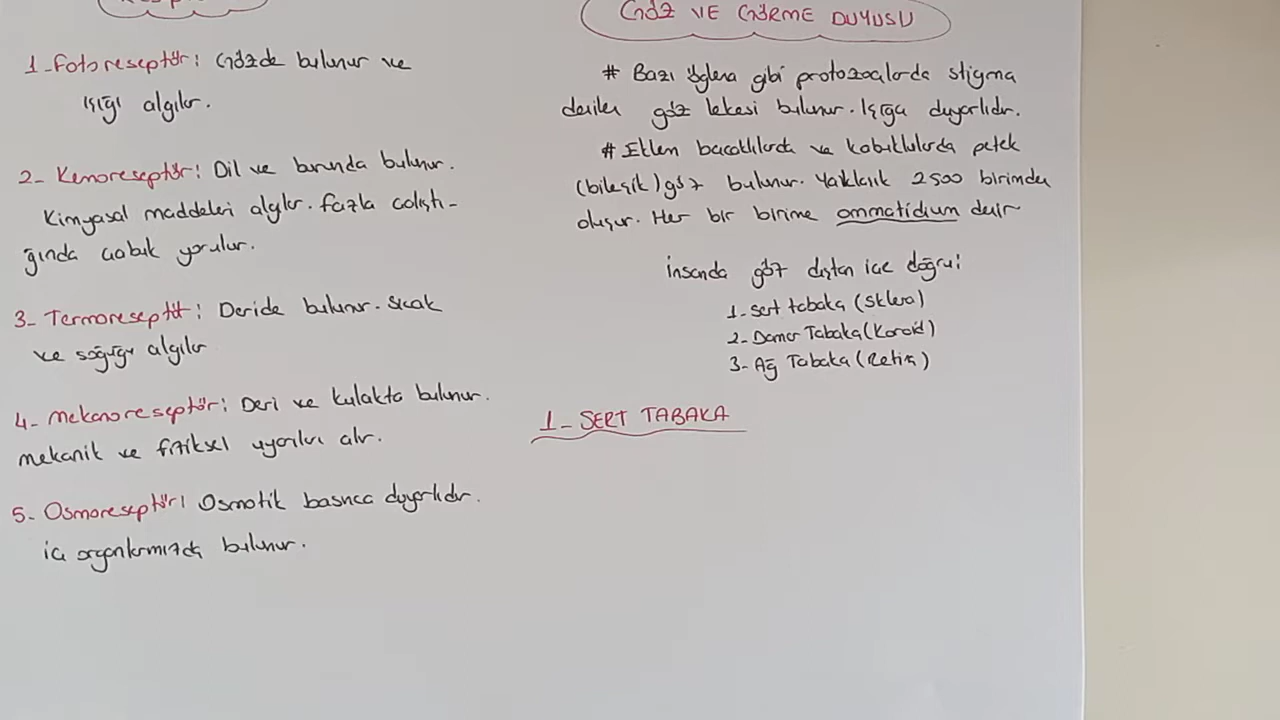 1-Fotoreseptör: Gözde bulunur ve
ışığı algılar.
2- Kemoreseptör: Dil ve burunda bulunur.
Kimyasal maddeleri algılar. Fazla çalıştı-
ğında çabuk yorulur.
3- Termoreseptör: Deride bulunur. Sıcak
ve soğuğu algılar
4- Mekanoreseptör: Deri ve kulakta bulunur.
mekanik ve fiziksel uyarıları alır.
5- Osmoreseptör: Osmotik basınca duyarlıdır.
iç organlarımızda bulunur.
GÖZ VE GÖRME DUYUSU
# Bazı öglena gibi protozoalarda stigma
denilen göz lekesi bulunur. Işığa duyarlıdır.
# Eklem bacaklılarda ve kabuklularda petek
(bileşik) göz bulunur. Yaklaşık 2500 birimden
oluşur. Her bir birime ommatidium denir
İnsanda göz dıştan içe doğru;
1-Sert tabaka (Sklera)
2-Damar Tabaka (Koroid)
3-Ağ Tabaka (Retina)
1- SERT TABAKA